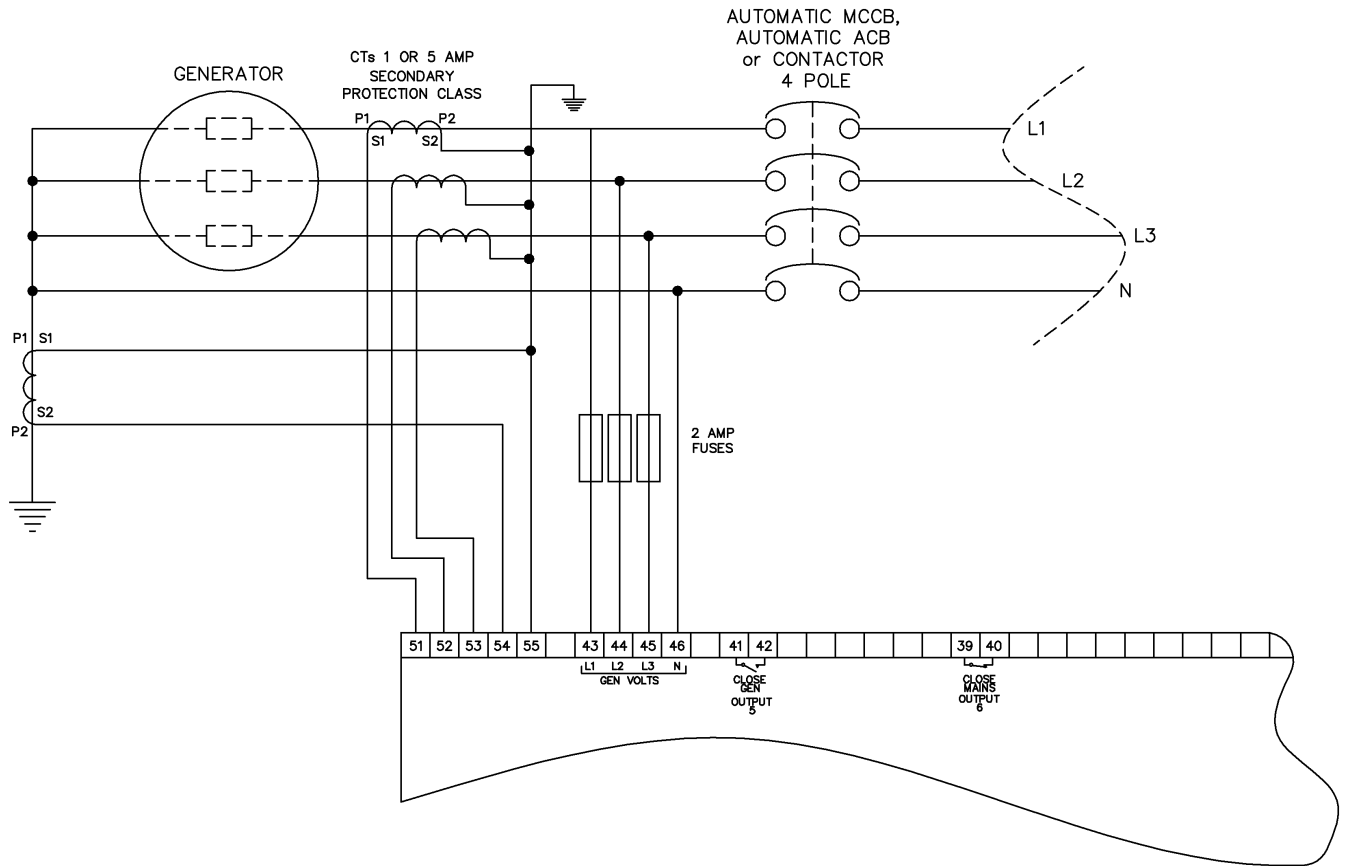 AUTOMATIC MCCB,
AUTOMATIC ACB
or CONTACTOR
4 POLE
CTs 1 OR 5 AMP
SECONDARY
PROTECTION CLASS
GENERATOR
P1 P2
S1 S2
L1
L2
L3
N
P1 S1
S2
P2
2 AMP
FUSES
51 52 53 54 55 43 44 45 46 41 42 39 40
L1 L2 L3 N
GEN VOLTS
CLOSE
GEN
OUTPUT
5
CLOSE
MAINS
OUTPUT
6